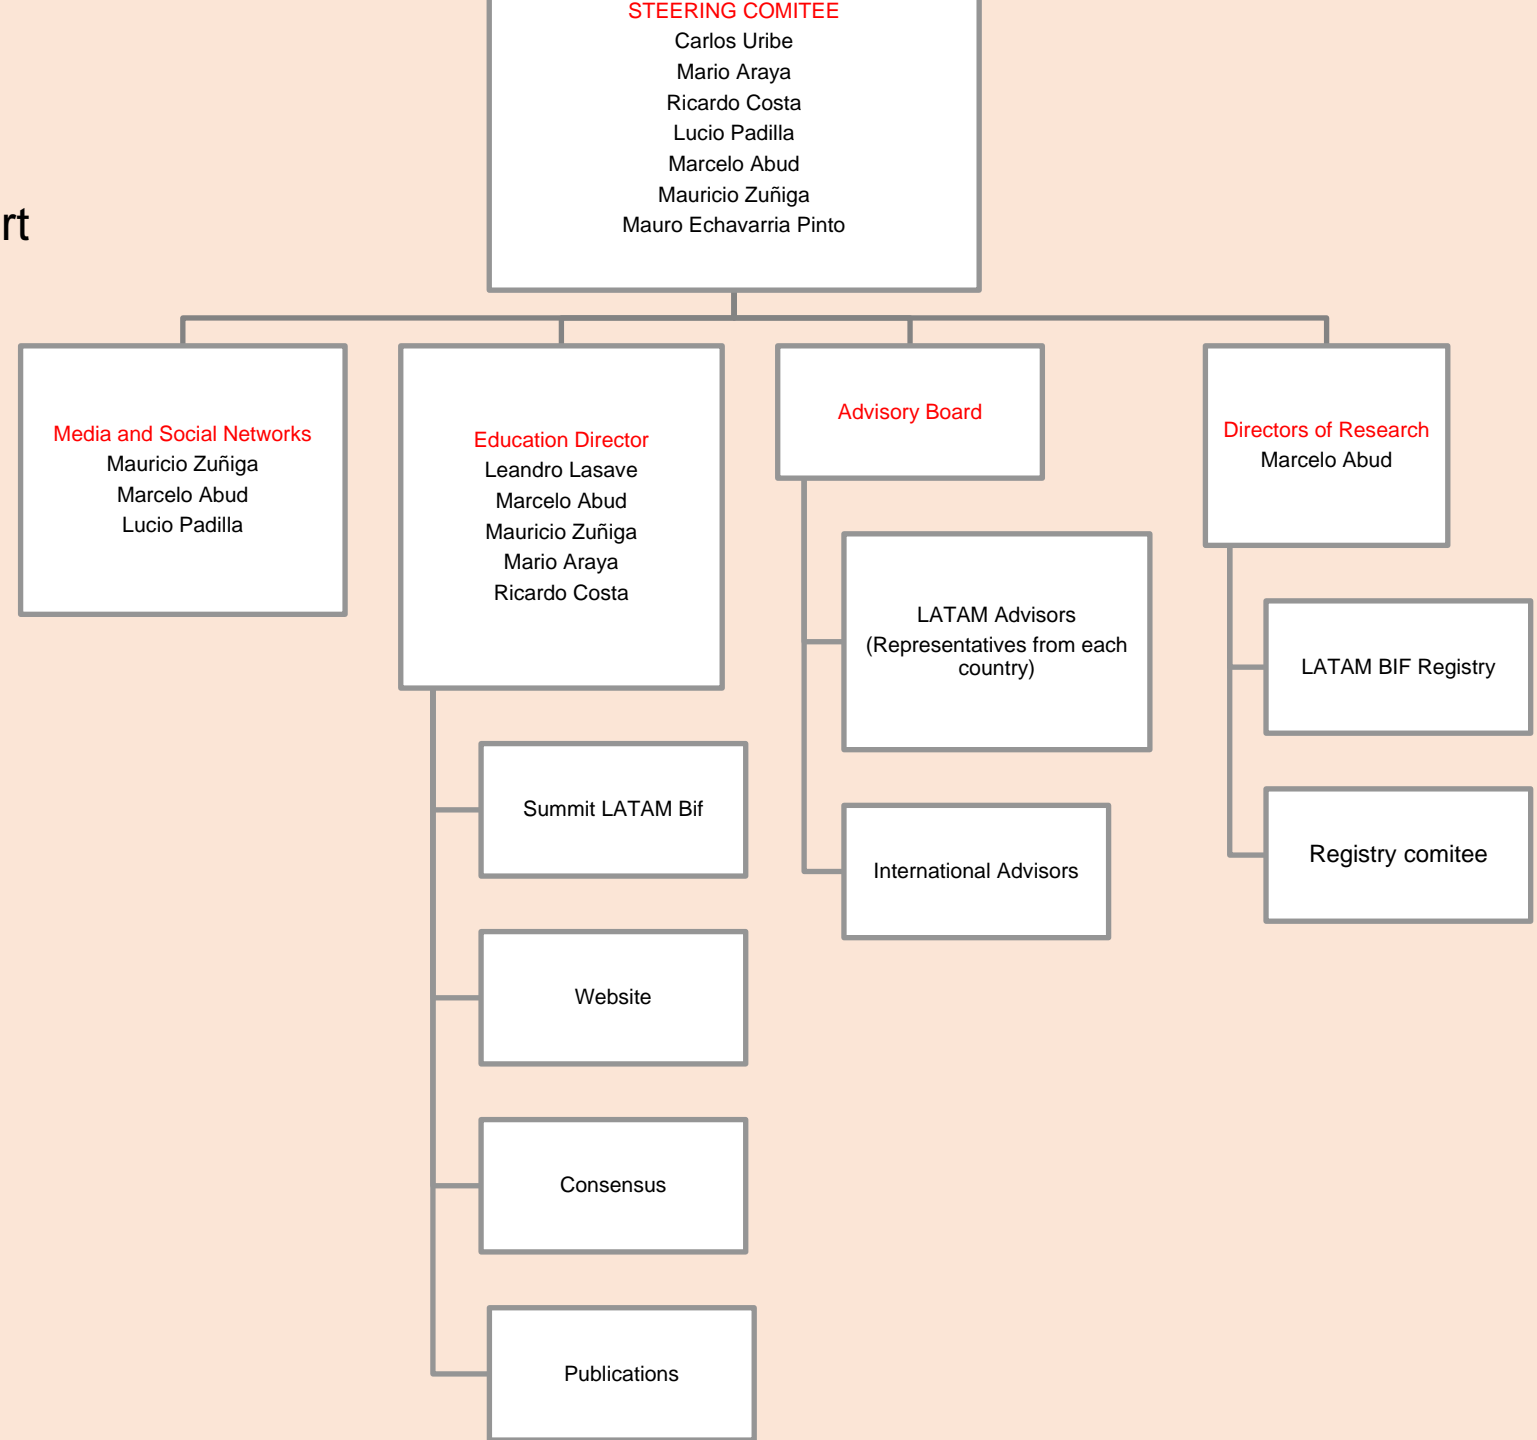 STEERING COMITEE
Carlos Uribe
Mario Araya
Ricardo Costa
Lucio Padilla
Marcelo Abud
Mauricio Zuñiga
Mauro Echavarria Pinto
rt
Media and Social Networks
Mauricio Zuñiga
Marcelo Abud
Lucio Padilla
Education Director
Leandro Lasave
Marcelo Abud
Mauricio Zuñiga
Mario Araya
Ricardo Costa
Summit LATAM Bif
Website
Consensus
Publications
Advisory Board
LATAM Advisors
(Representatives from each
country)
International Advisors
Directors of Research
Marcelo Abud
LATAM BIF Registry
Registry comitee